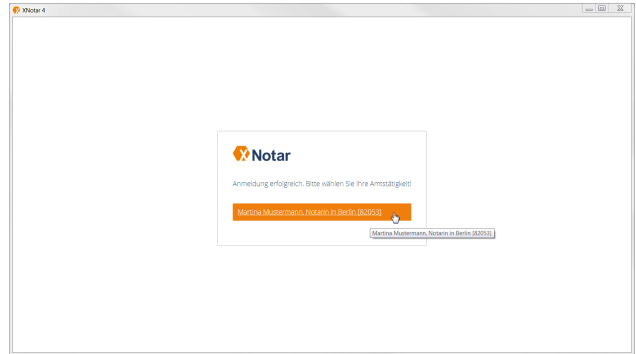 XNotar 4
XNotar
Anmeldung erfolgreich. Bitte wählen Sie Ihre Amtstätigkeit!
Martina Mustermann, Notarin in Berlin [82053]
Martina Mustermann, Notarin in Berlin [82053]